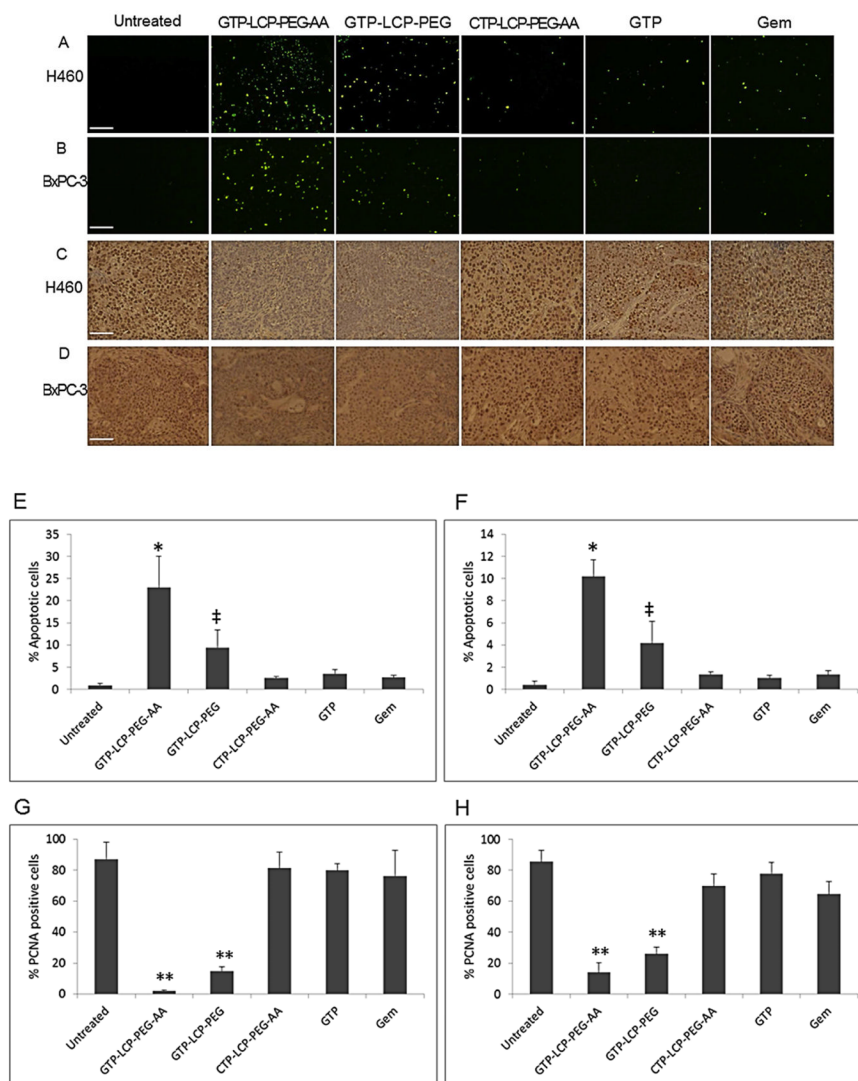 Untreated GTP-LCP-PEG-AA GTP-LCP-PEG CTP-LCP-PEG-AA GTP Gem
A
H460
B
BxPC-3
C
H460
D
BxPC-3
E
% Apoptotic cells
35
30
25
20
15
10
5
0
*
‡
Untreated
GTP-LCP-PEG-AA
GTP-LCP-PEG
CTP-LCP-PEG-AA
GTP
Gem
F
% Apoptotic cells
14
12
10
8
6
4
2
0
*
‡
Untreated
GTP-LCP-PEG-AA
GTP-LCP-PEG
CTP-LCP-PEG-AA
GTP
Gem
G
% PCNA positive cells
100
80
60
40
20
0
**
**
Untreated
GTP-LCP-PEG-AA
GTP-LCP-PEG
CTP-LCP-PEG-AA
GTP
Gem
H
% PCNA positive cells
100
80
60
40
20
0
**
**
Untreated
GTP-LCP-PEG-AA
GTP-LCP-PEG
CTP-LCP-PEG-AA
GTP
Gem